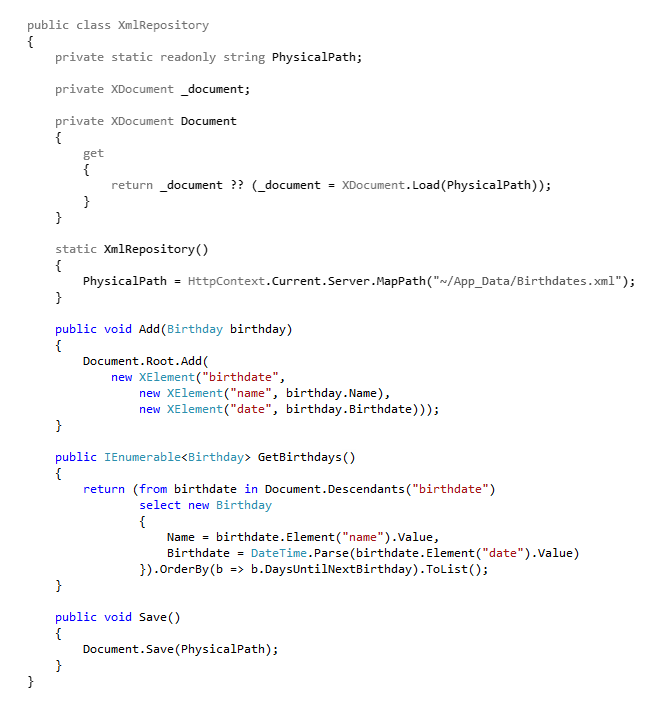 public class XmlRepository
{
    private static readonly string PhysicalPath;

    private XDocument _document;

    private XDocument Document
    {
        get
        {
            return _document ?? (_document = XDocument.Load(PhysicalPath));
        }
    }

    static XmlRepository()
    {
        PhysicalPath = HttpContext.Current.Server.MapPath("~/App_Data/Birthdates.xml");
    }

    public void Add(Birthday birthday)
    {
        Document.Root.Add(
            new XElement("birthdate",
                new XElement("name", birthday.Name),
                new XElement("date", birthday.Birthdate)));
    }

    public IEnumerable<Birthday> GetBirthdays()
    {
        return (from birthdate in Document.Descendants("birthdate")
                select new Birthday
                {
                    Name = birthdate.Element("name").Value,
                    Birthdate = DateTime.Parse(birthdate.Element("date").Value)
                }).OrderBy(b => b.DaysUntilNextBirthday).ToList();
    }

    public void Save()
    {
        Document.Save(PhysicalPath);
    }
}